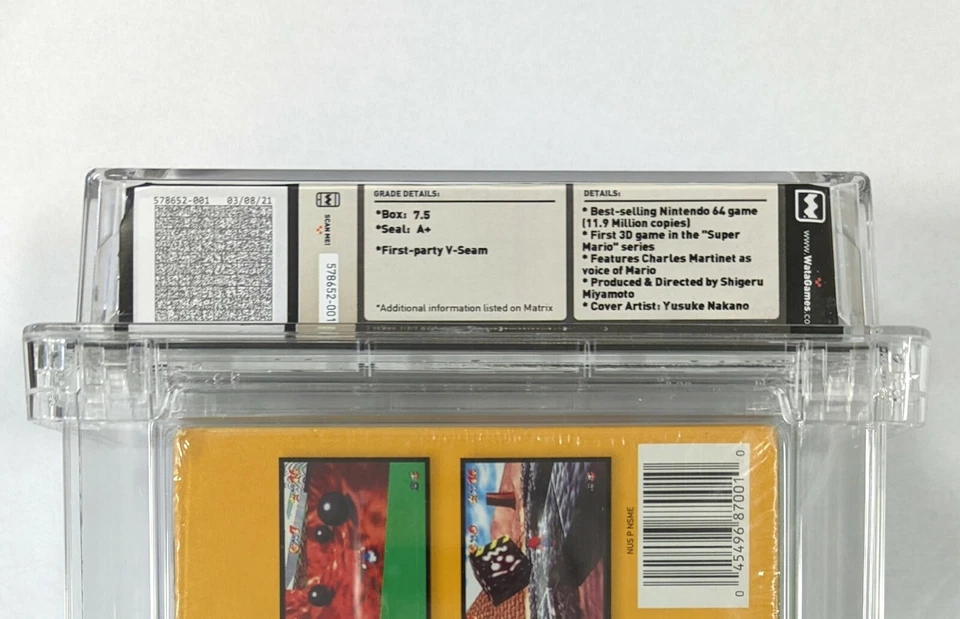 578652-001 03/08/21
SCAN ME!
578652-001
GRADE DETAILS:
*Box: 7.5
*Seal: A+
*First-party V-Seam
*Additional information listed on Matrix
DETAILS:
* Best-selling Nintendo 64 game
(11.9 Million copies)
* First 3D game in the "Super
Mario" series
* Features Charles Martinet as
voice of Mario
* Produced & Directed by Shigeru
Miyamoto
* Cover Artist: Yusuke Nakano
www.WataGames.co
NUS P NSME
0 45496 87001 0